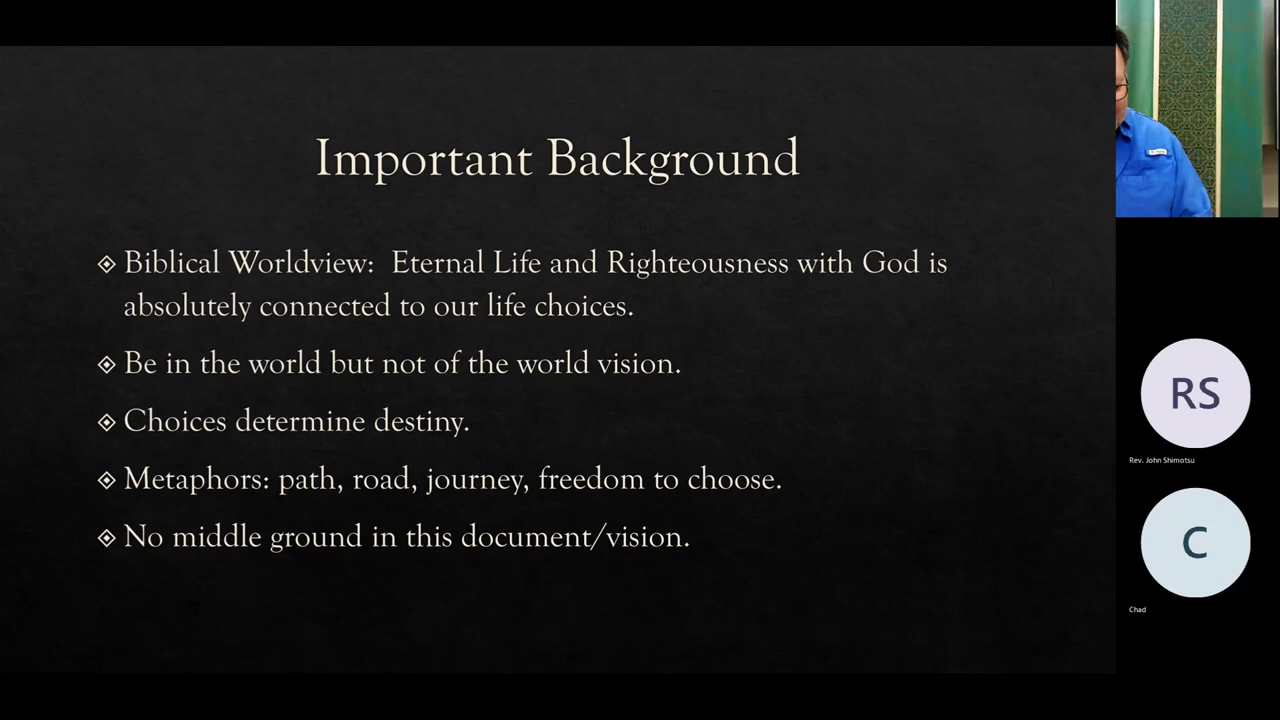 Important Background
Biblical Worldview: Eternal Life and Righteousness with God is
absolutely connected to our life choices.
Be in the world but not of the world vision.
Choices determine destiny.
Metaphors: path, road, journey, freedom to choose.
No middle ground in this document/vision.
RS
Rev. John Shimotsu
C
Chad